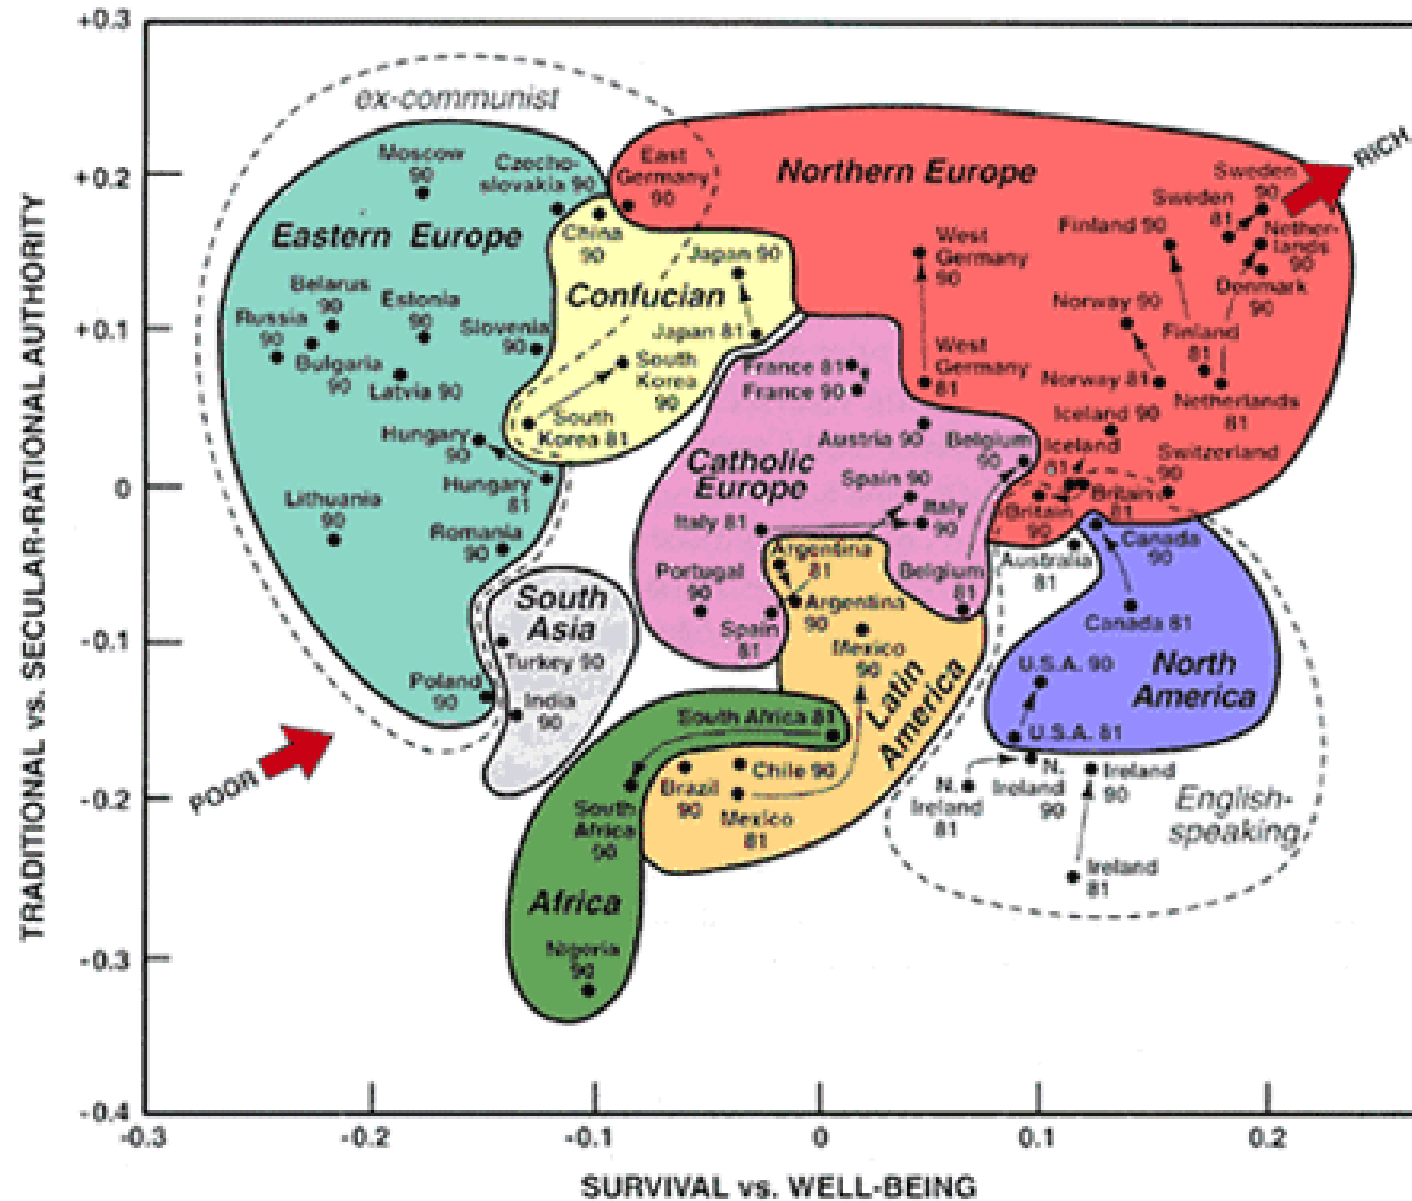 +0.3
+0.2
+0.1
0
-0.1
-0.2
-0.3
-0.4
TRADITIONAL vs. SECULAR-RATIONAL AUTHORITY
ex-communist
Moscow
90
Czecho-
slovakia 90
East
Germany
90
Northern Europe
RICH
Sweden
90
Sweden
81
Eastern Europe
China
90
Japan 90
West
Germany
90
Finland 90
Nether-
lands
90
Denmark
90
Belarus
90
Estonia
90
Confucian
Norway 90
Russia
90
Slovenia
90
Japan 81
Finland
81
Bulgaria
90
Latvia 90
South
Korea
90
France 81
France 90
West
Germany
81
Norway 81
Netherlands
81
South
Korea 81
Hungary
90
Austria 90
Belgium
90
Iceland 90
Iceland
81
Switzerland
90
Catholic
Europe
Hungary
81
Spain 90
Lithuania
90
Italy 81
Italy
90
Britain
90
Britain
81
Romania
90
Canada
90
Argentina
81
Australia
81
Portugal
90
Belgium
81
South
Asia
Argentina
90
Canada 81
Spain
81
Mexico
90
Turkey 90
Latin
America
U.S.A. 90
North
America
Poland
90
India
90
South Africa 81
U.S.A. 81
POOR
Chile 90
Brazil
90
N.
Ireland
81
N.
Ireland
90
Ireland
90
South
Africa
90
Mexico
81
English-
speaking
Ireland
81
Africa
Nigeria
90
-0.3
-0.2
-0.1
0
0.1
0.2
SURVIVAL vs. WELL-BEING